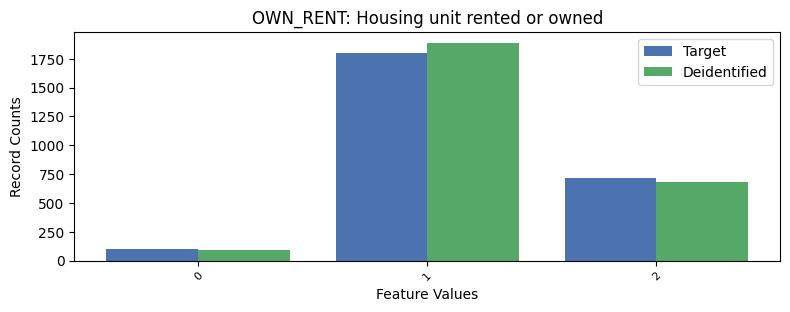 OWN_RENT: Housing unit rented or owned
Target
Deidentified
Record Counts
1750
1500
1250
1000
750
500
250
0
0
1
2
Feature Values